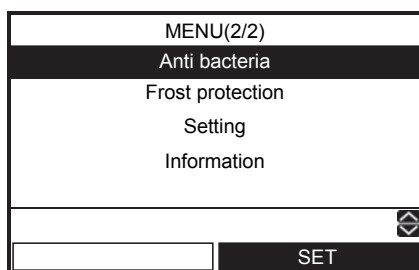 MENU(2/2)
Anti bacteria
Frost protection
Setting
Information
SET